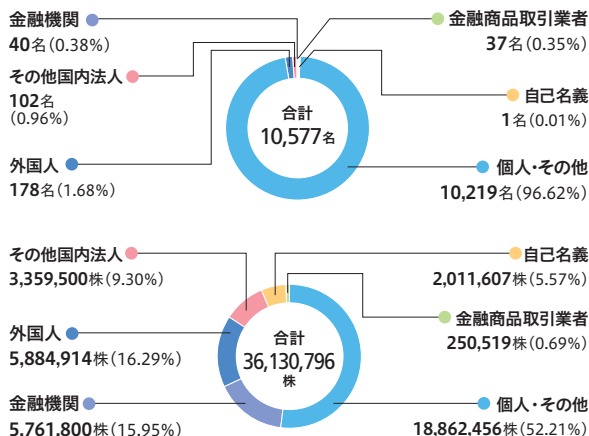 金融機関
40名(0.38%)
その他国内法人
102名
(0.96%)
外国人
178名(1.68%)
合計
10,577名
金融商品取引業者
37名(0.35%)
自己名義
1名(0.01%)
個人・その他
10,219名(96.62%)
その他国内法人
3,359,500株(9.30%)
外国人
5,884,914株(16.29%)
金融機関
5,761,800株(15.95%)
合計
36,130,796
株
自己名義
2,011,607株(5.57%)
金融商品取引業者
250,519株(0.69%)
個人・その他
18,862,456株(52.21%)